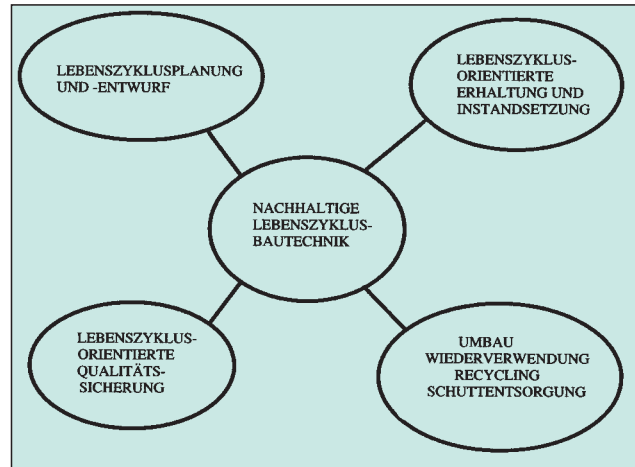 LEBENSZYKLUSPLANUNG
UND -ENTWURF
LEBENSZYKLUS-
ORIENTIERTE
ERHALTUNG UND
INSTANDSETZUNG
NACHHALTIGE
LEBENSZYKLUS-
BAUTECHNIK
LEBENSZYKLUS-
ORIENTIERTE
QUALITÄTS-
SICHERUNG
UMBAU
WIEDERVERWENDUNG
RECYCLING
SCHUTTENTSORGUNG